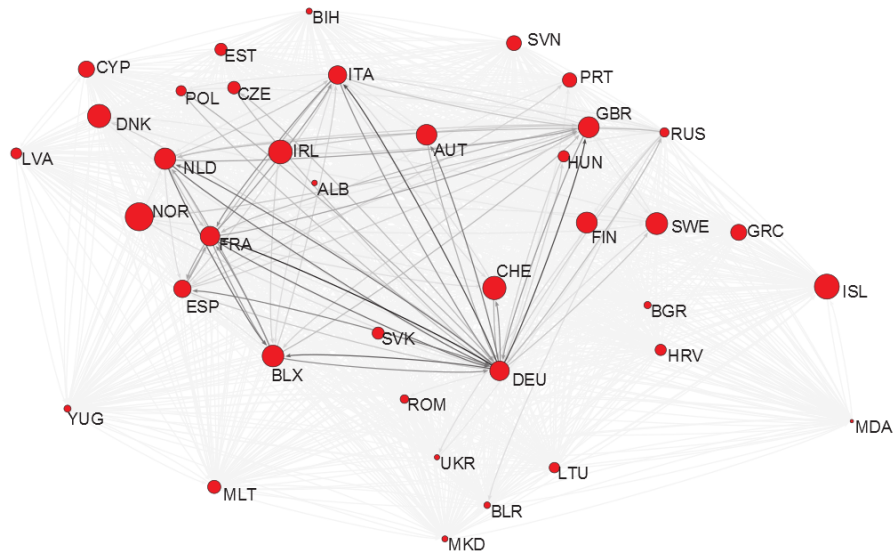 BIH
SVN
EST
CYP
ITA
PRT
POL
CZE
GBR
DNK
RUS
IRL
AUT
LVA
NLD
HUN
ALB
NOR
FRA
FIN
SWE
GRC
CHE
ESP
ISL
BGR
SVK
HRV
BLX
DEU
ROM
YUG
MDA
UKR
LTU
MLT
BLR
MKD